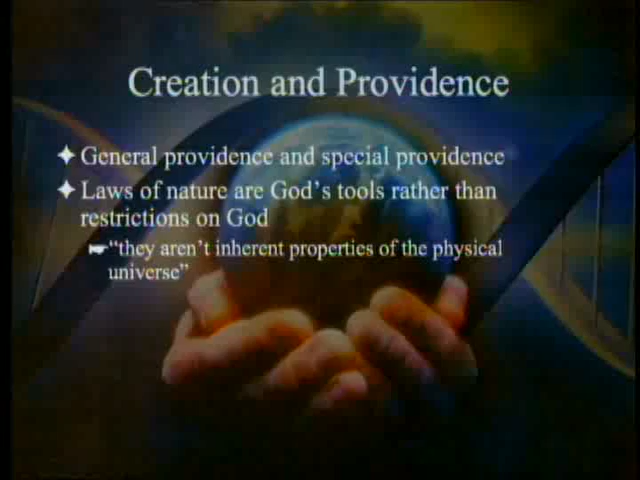 Creation and Providence
General providence and special providence
Laws of nature are God's tools rather than
restrictions on God
"they aren't inherent properties of the physical
universe"